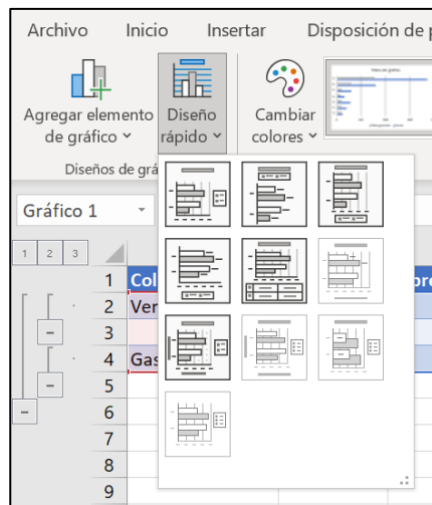 Archivo Inicio Insertar Disposición de p
Agregar elemento de gráfico Diseño rápido Cambiar colores
Diseños de grá
Gráfico 1
1 2 3
1 Col
2 Ver
3
4 Gas
5
6
7
8
9